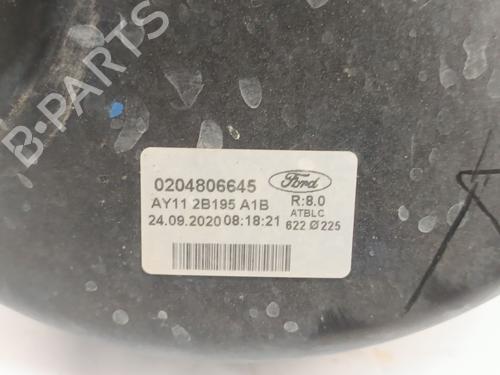 B-PARTS
0204806645
Ford
AY11 2B195 A1B
R:8.0
24.09.2020 08:18:21
ATBLC
622 Ø 225